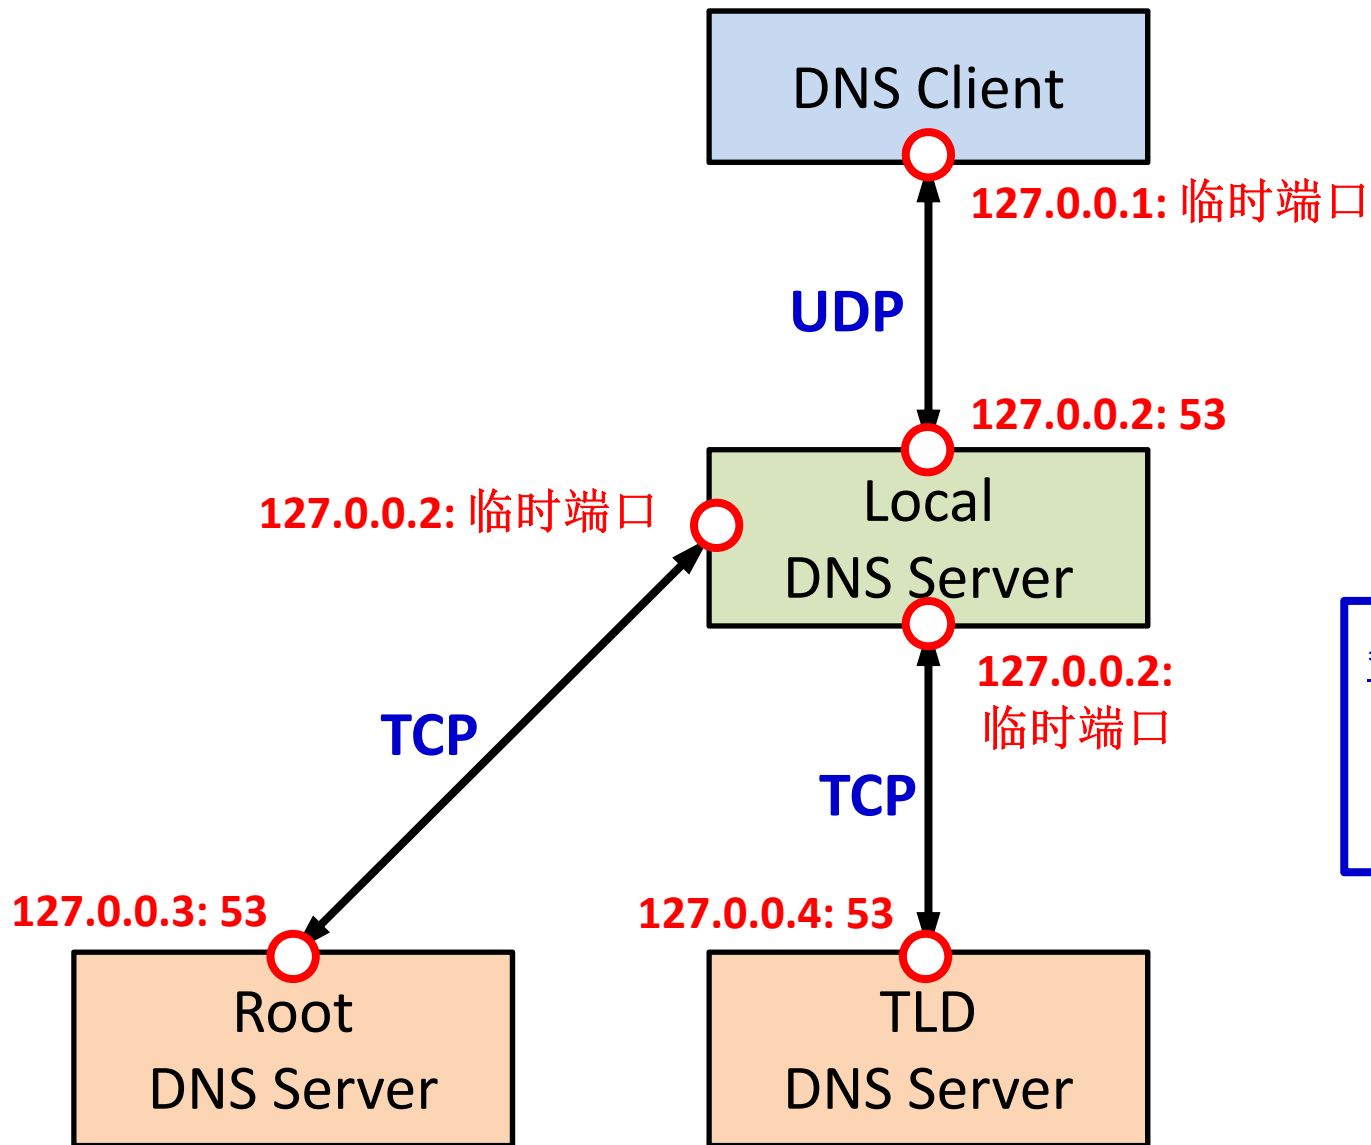 DNS Client
127.0.0.1: 临时端口
UDP
127.0.0.2: 53
Local
DNS Server
127.0.0.2: 临时端口
127.0.0.2:
临时端口
TCP
TCP
127.0.0.3: 53
127.0.0.4: 53
Root
DNS Server
TLD
DNS Server